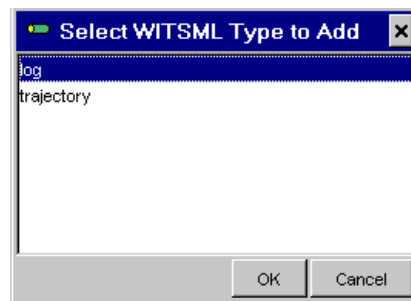 Select WITSML Type to Add
log
trajectory
OK
Cancel